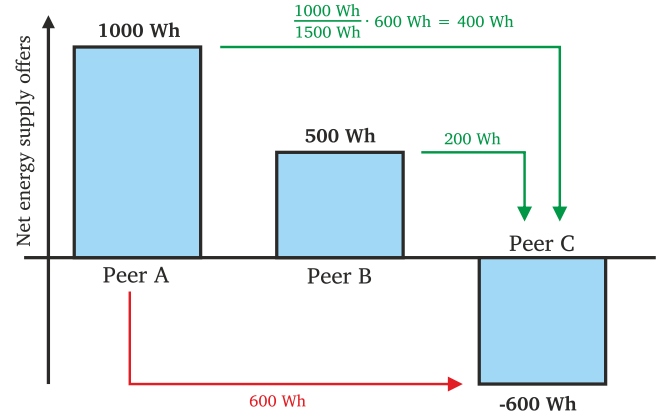 1000 Wh
1000 Wh
1500 Wh
· 600 Wh = 400 Wh
Net energy supply offers
500 Wh
200 Wh
Peer C
Peer A
Peer B
600 Wh
-600 Wh